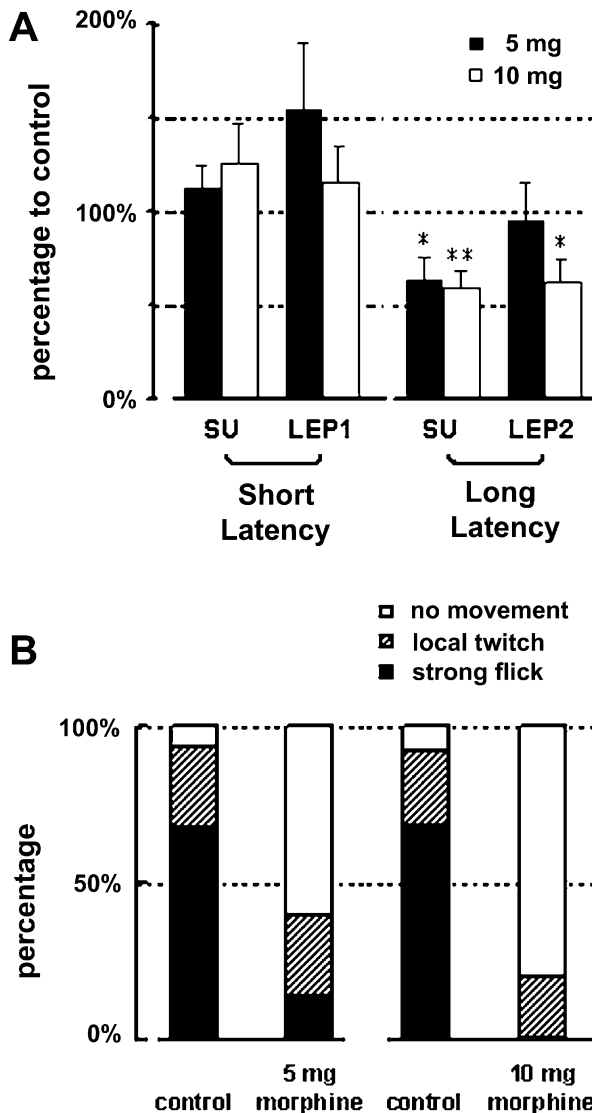 A
200%
5 mg
10 mg
percentage to control
* ** *
100%
0%
SU LEP1 SU LEP2
Short Latency
Long Latency
no movement
B
local twitch
strong flick
100%
percentage
50%
0%
control 5 mg morphine control 10 mg morphine